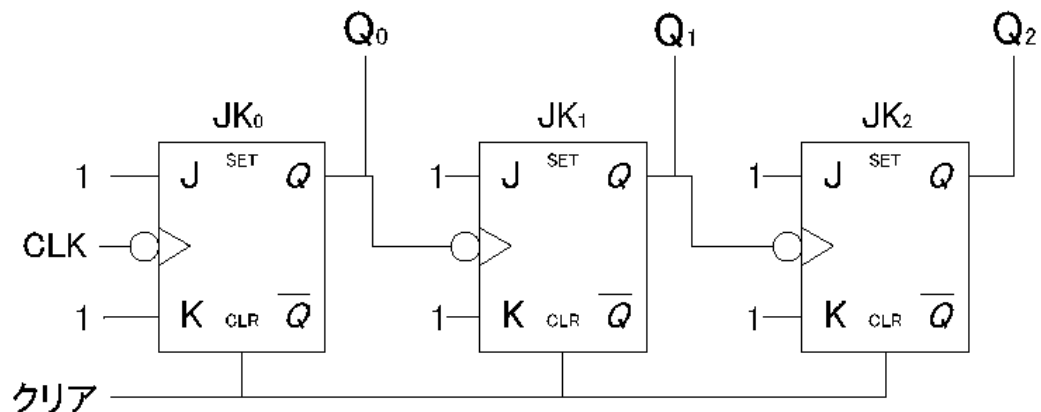 Q₀ Q₁ Q₂
JK₀ JK₁ JK₂
1 J SET Q 1 J SET Q 1 J SET Q
CLK
1 K CLR Q̅ 1 K CLR Q̅ 1 K CLR Q̅
クリア